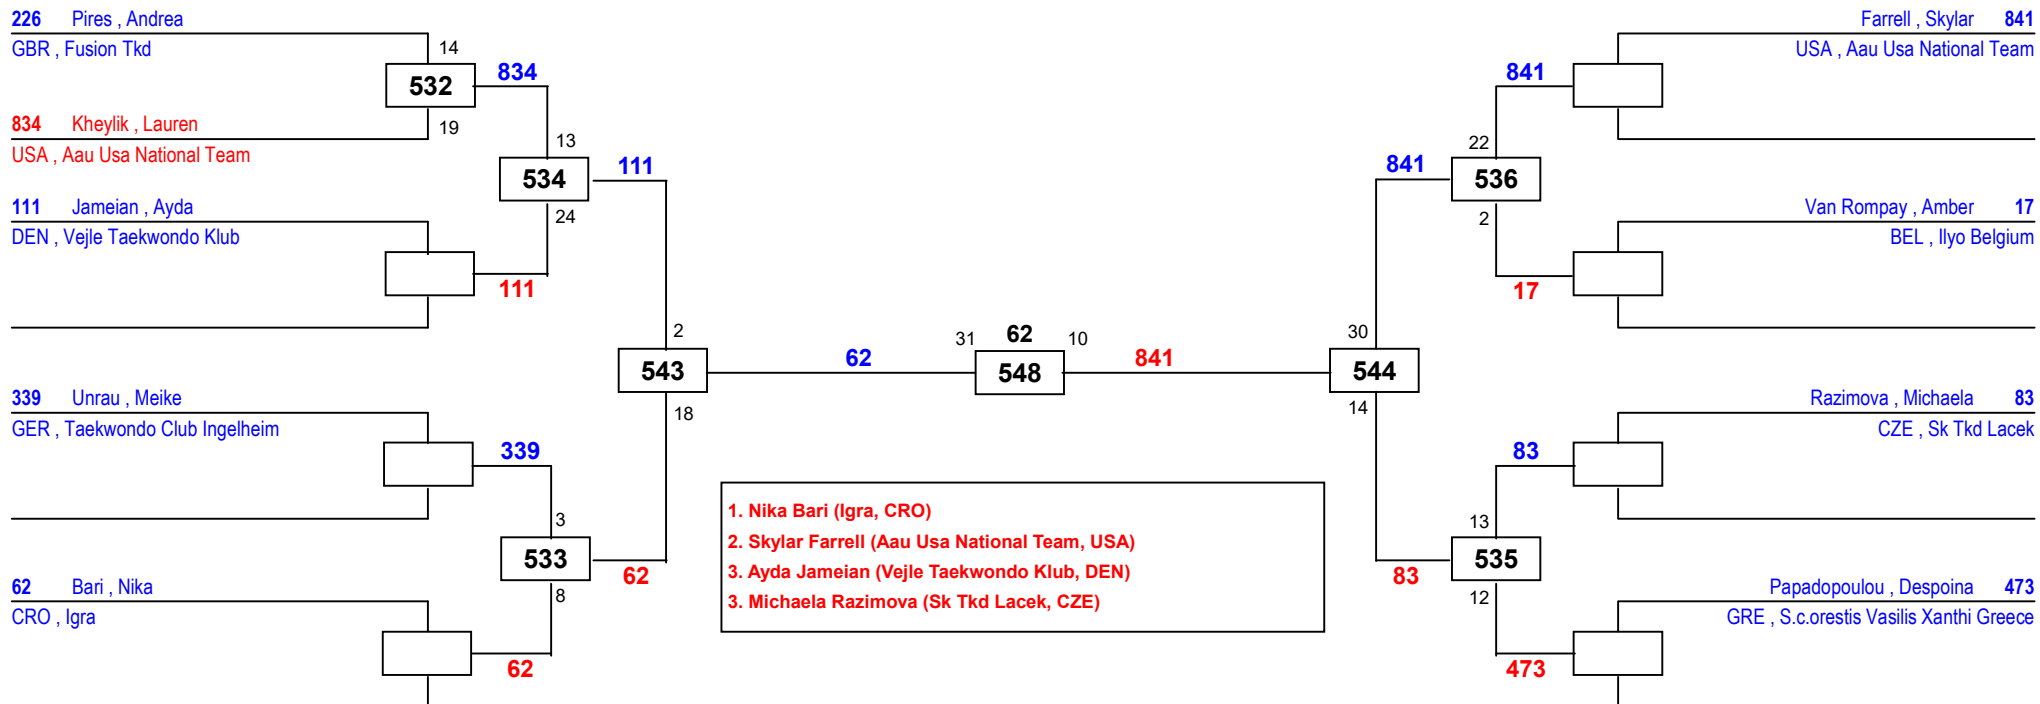 226 Pires , Andrea
GBR , Fusion Tkd
14
532
834
19
834 Kheylik , Lauren
USA , Aau Usa National Team
13
534
111
24
111 Jameian , Ayda
DEN , Vejle Taekwondo Klub
111
2
543
62
18
339 Unrau , Meike
GER , Taekwondo Club Ingelheim
339
3
533
62
8
62 Bari , Nika
CRO , Igra
62
31 62 10
548
841
1. Nika Bari (Igra, CRO)
2. Skylar Farrell (Aau Usa National Team, USA)
3. Ayda Jameian (Vejle Taekwondo Klub, DEN)
3. Michaela Razimova (Sk Tkd Lacek, CZE)
Farrell , Skylar 841
USA , Aau Usa National Team
841
22
841
536
2
Van Rompay , Amber 17
BEL , Ilyo Belgium
17
30
544
14
Razimova , Michaela 83
CZE , Sk Tkd Lacek
83
13
535
83
12
Papadopoulou , Despoina 473
GRE , S.c.orestis Vasilis Xanthi Greece
473